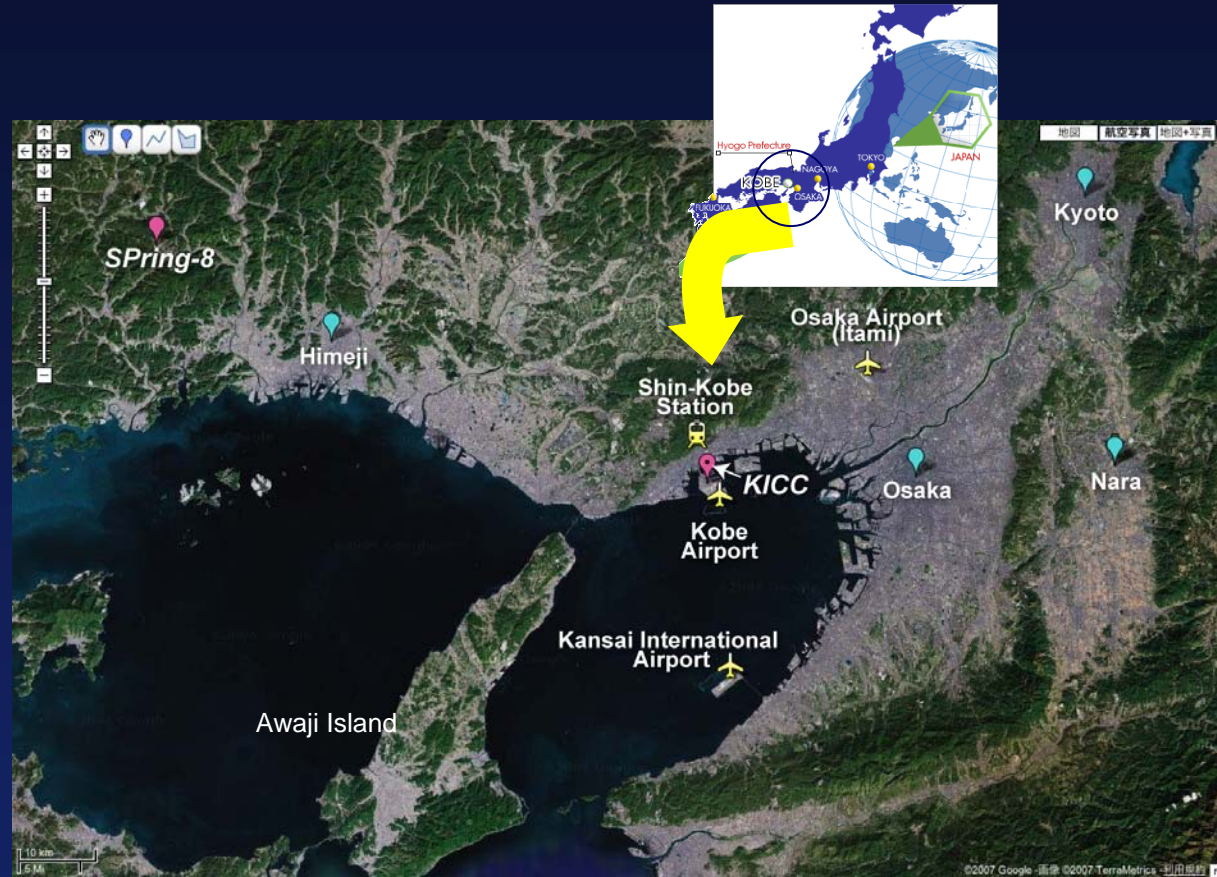 Hyogo Prefecture
KOBE
NAGOYA
TOKYO
OSAKA
FUKUOKA
JAPAN
地図
航空写真
地図+写真
Kyoto
SPring-8
Himeji
Osaka Airport
(Itami)
Shin-Kobe
Station
KICC
Osaka
Nara
Kobe
Airport
Kansai International
Airport
Awaji Island
10 km
5 Mi
©2007 Google - 画像 ©2007 TerraMetrics - 利用規約